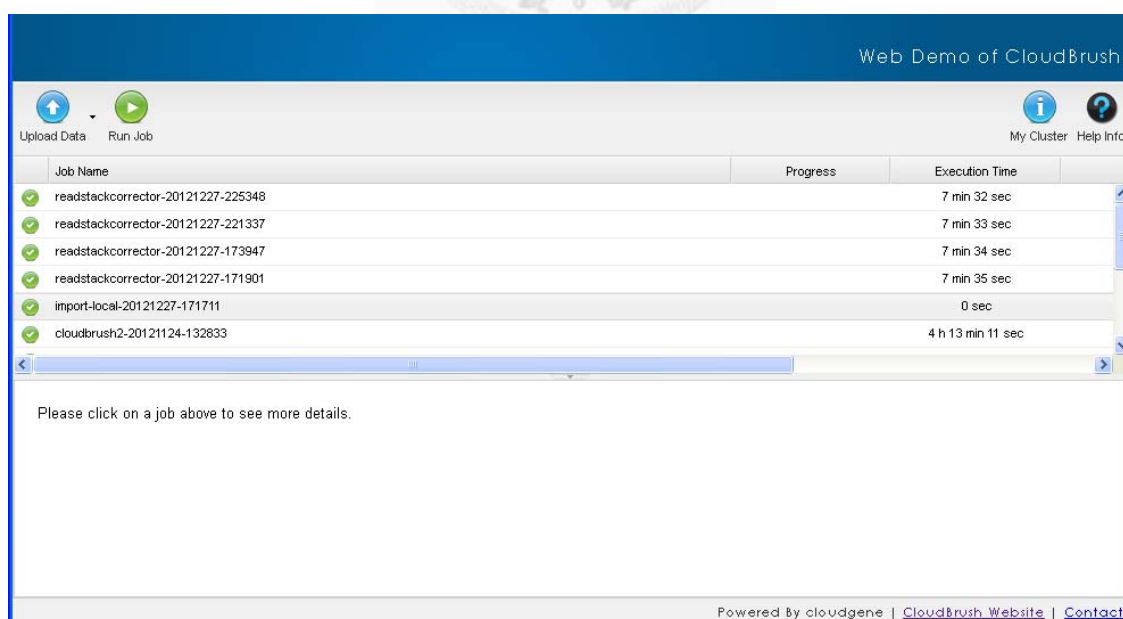 Web Demo of CloudBrush
Upload Data Run Job My Cluster Help Info
Job Name Progress Execution Time
readstackcorrector-20121227-225348 7 min 32 sec
readstackcorrector-20121227-221337 7 min 33 sec
readstackcorrector-20121227-173947 7 min 34 sec
readstackcorrector-20121227-171901 7 min 35 sec
import-local-20121227-171711 0 sec
cloudbrush2-20121124-132833 4 h 13 min 11 sec
Please click on a job above to see more details.
Powered By cloudgene | CloudBrush Website | Contact